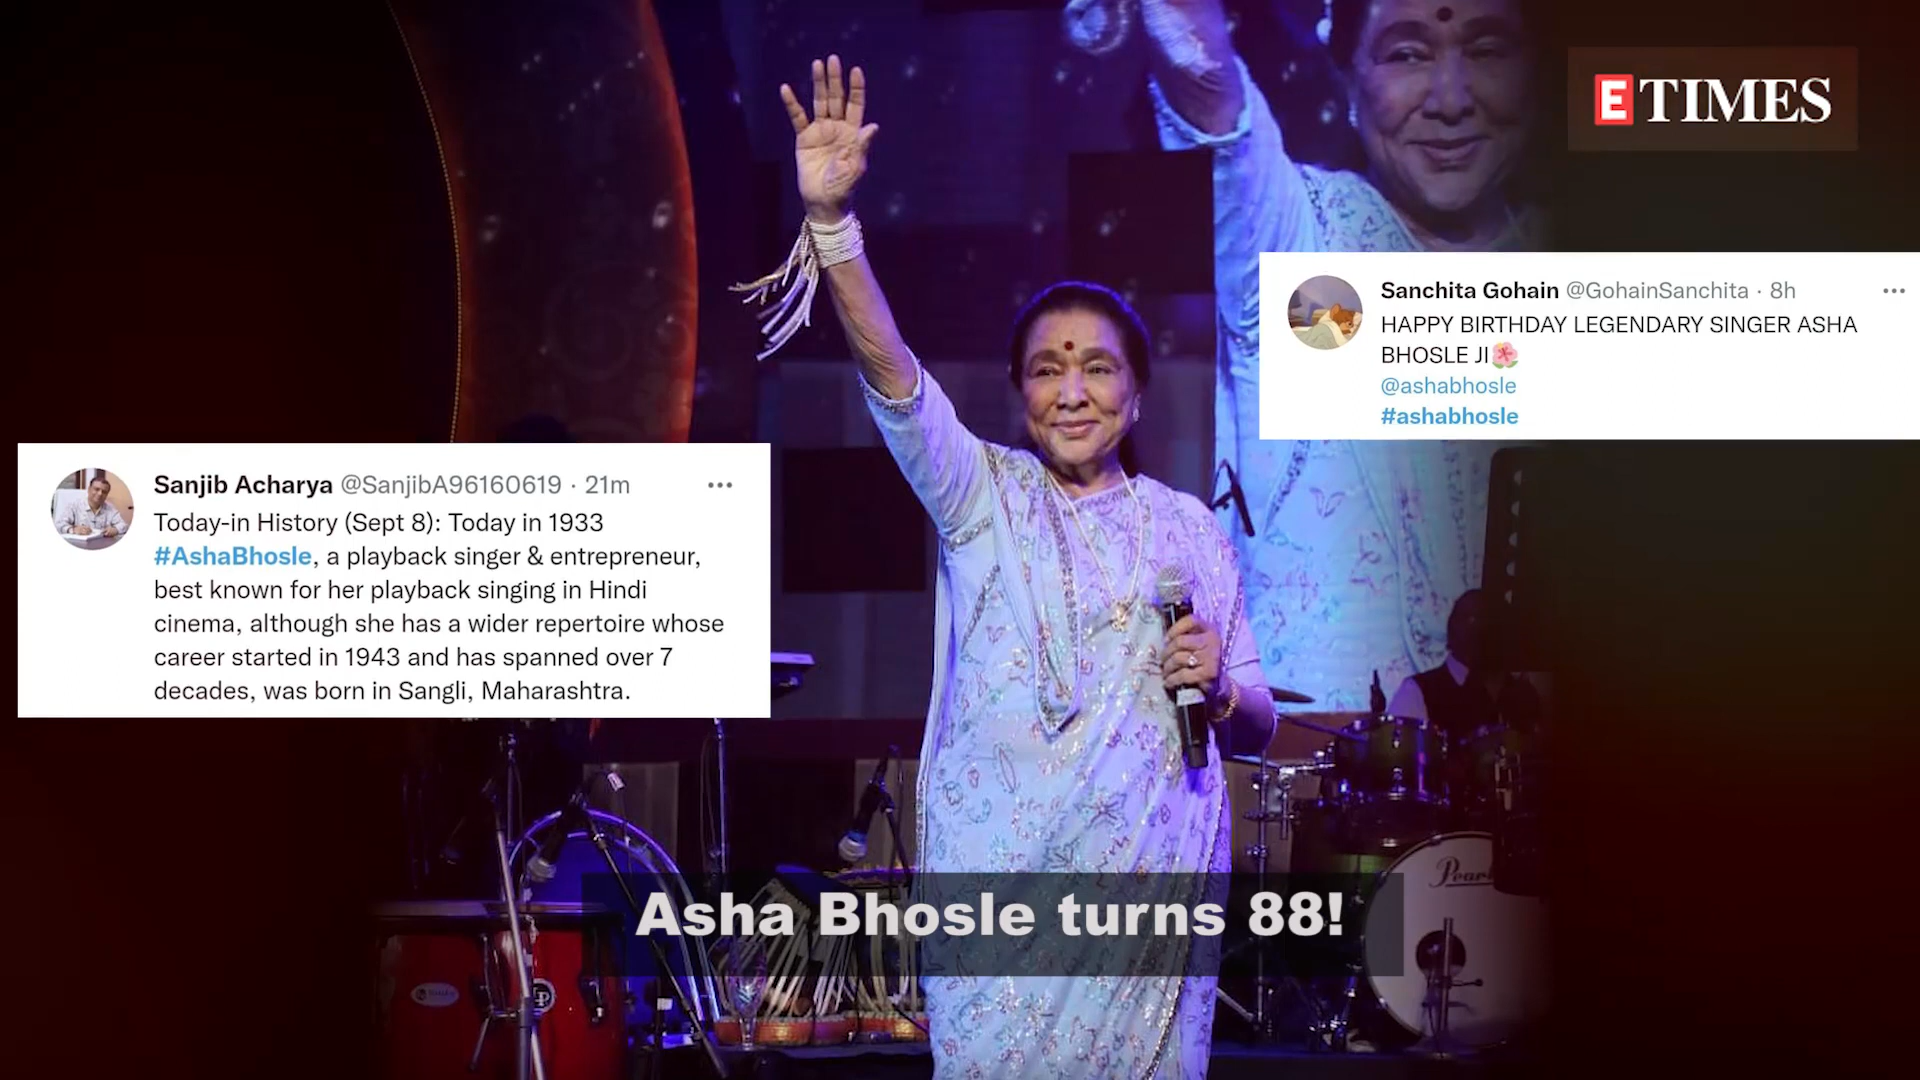 E TIMES
Sanchita Gohain @GohainSanchita · 8h ...
HAPPY BIRTHDAY LEGENDARY SINGER ASHA
BHOSLE JI🌺
@ashabhosle
#ashabhosle
Sanjib Acharya @SanjibA96160619 · 21m ...
Today-in History (Sept 8): Today in 1933
#AshaBhosle, a playback singer & entrepreneur,
best known for her playback singing in Hindi
cinema, although she has a wider repertoire whose
career started in 1943 and has spanned over 7
decades, was born in Sangli, Maharashtra.
Pearl
Asha Bhosle turns 88!
LP